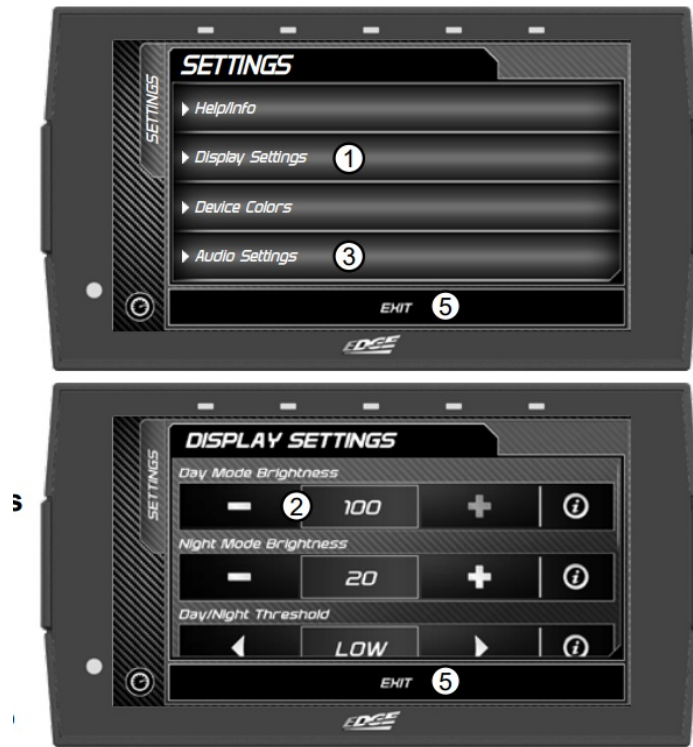 SETTINGS
SETTINGS
Help/Info
Display Settings 1
Device Colors
Audio Settings 3
EXIT 5
EDGE
s
DISPLAY SETTINGS
SETTINGS
Day Mode Brightness
2 100 i
Night Mode Brightness
20 i
Day/Night Threshold
LOW i
EXIT 5
EDGE